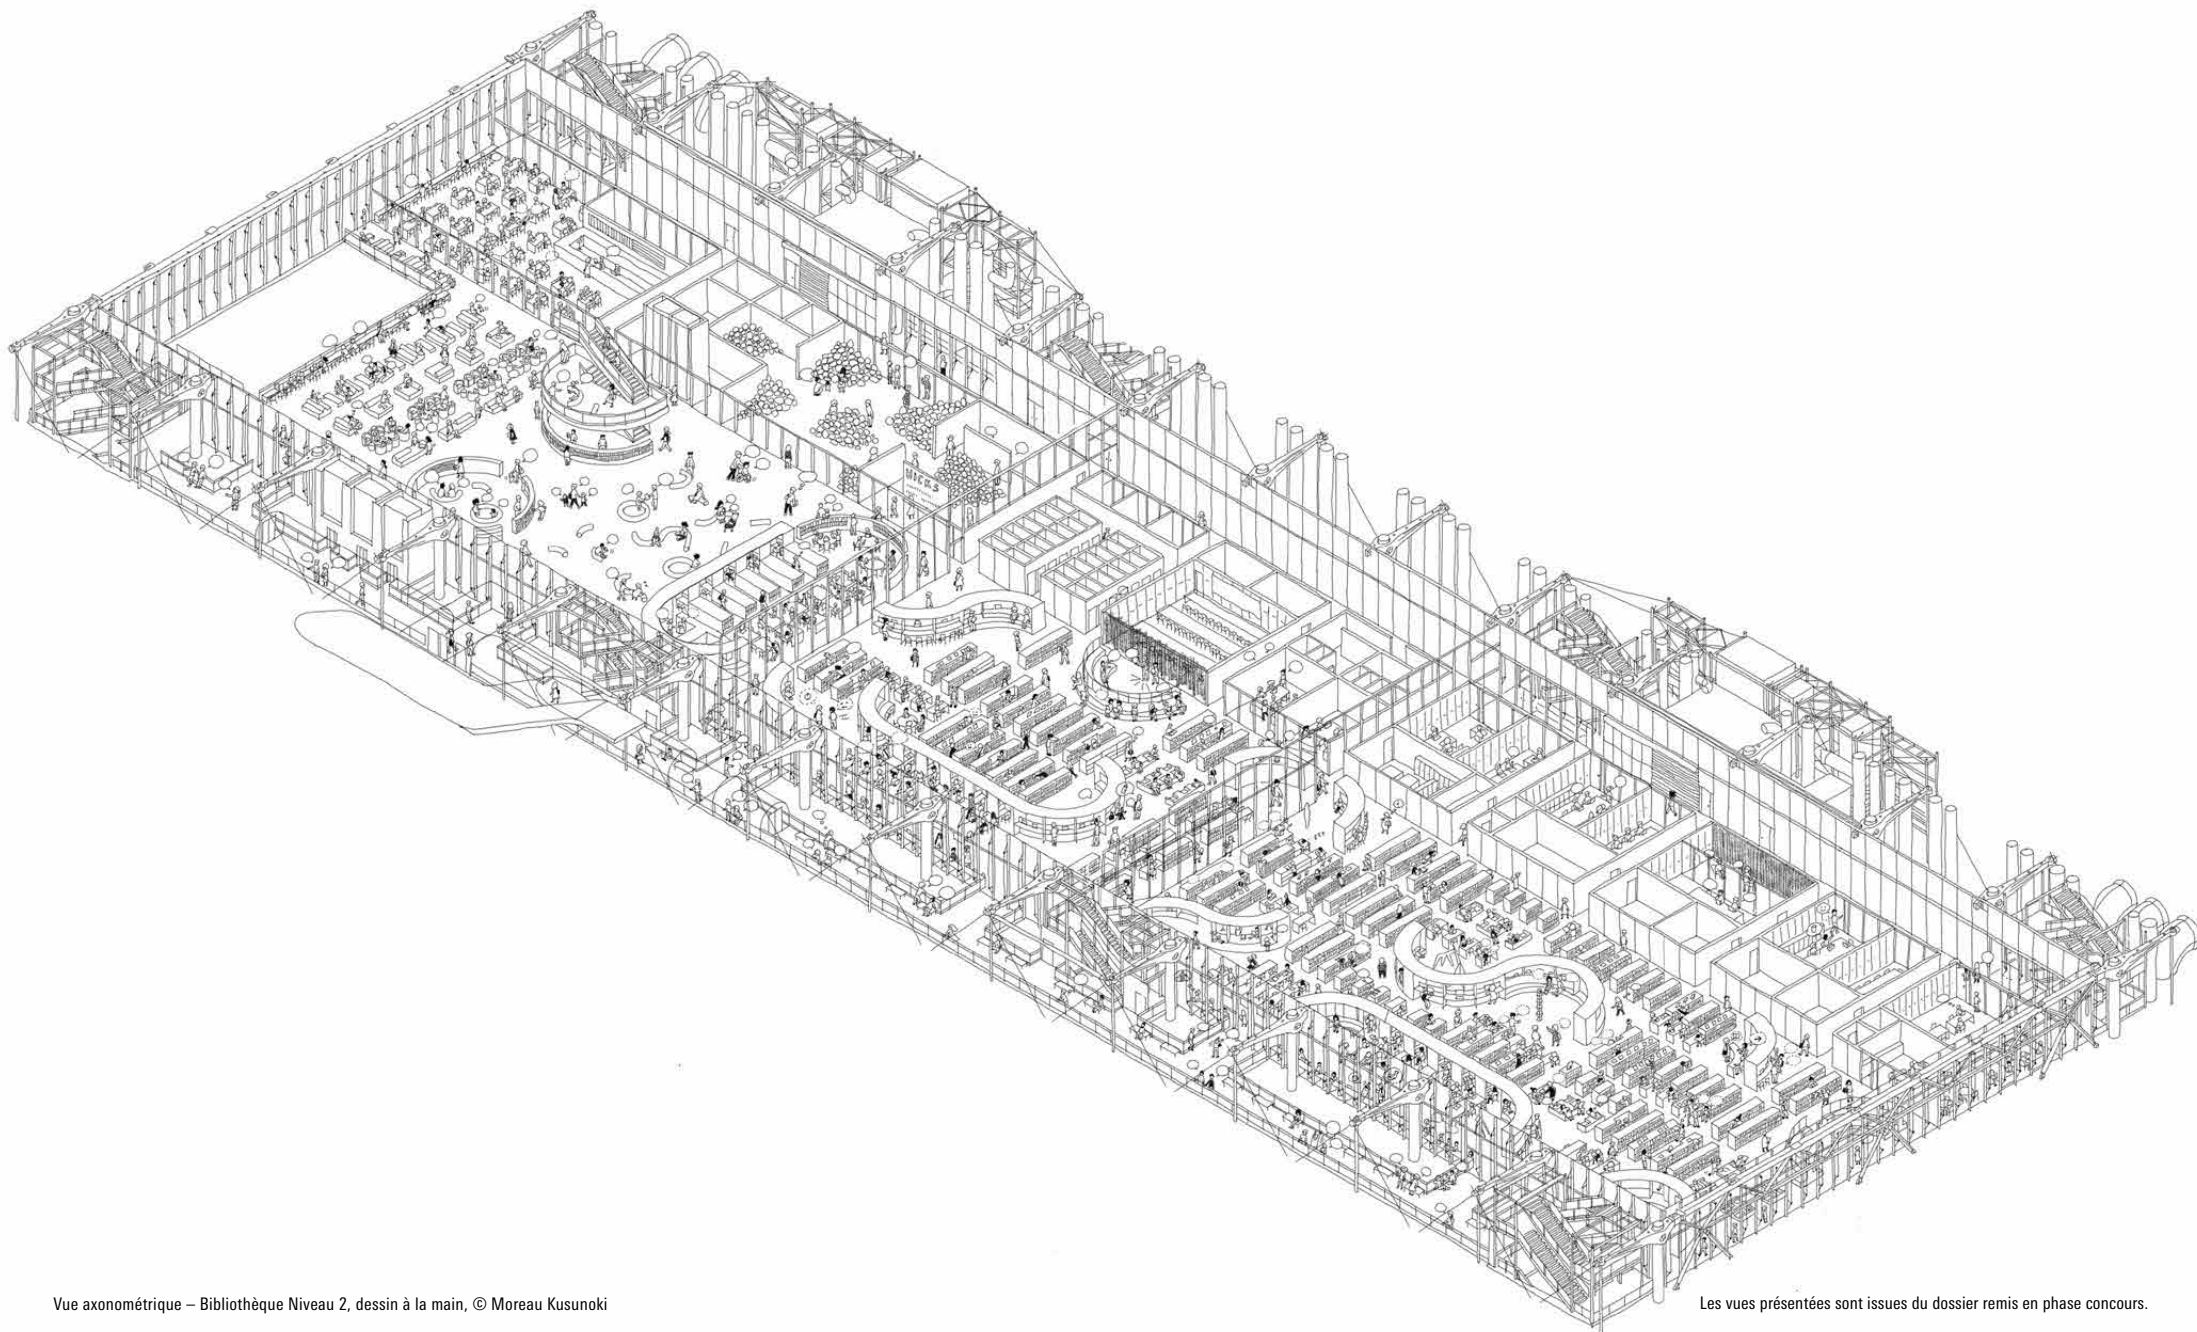 HICKS
Vue axonométrique – Bibliothèque Niveau 2, dessin à la main, © Moreau Kusunoki
Les vues présentées sont issues du dossier remis en phase concours.